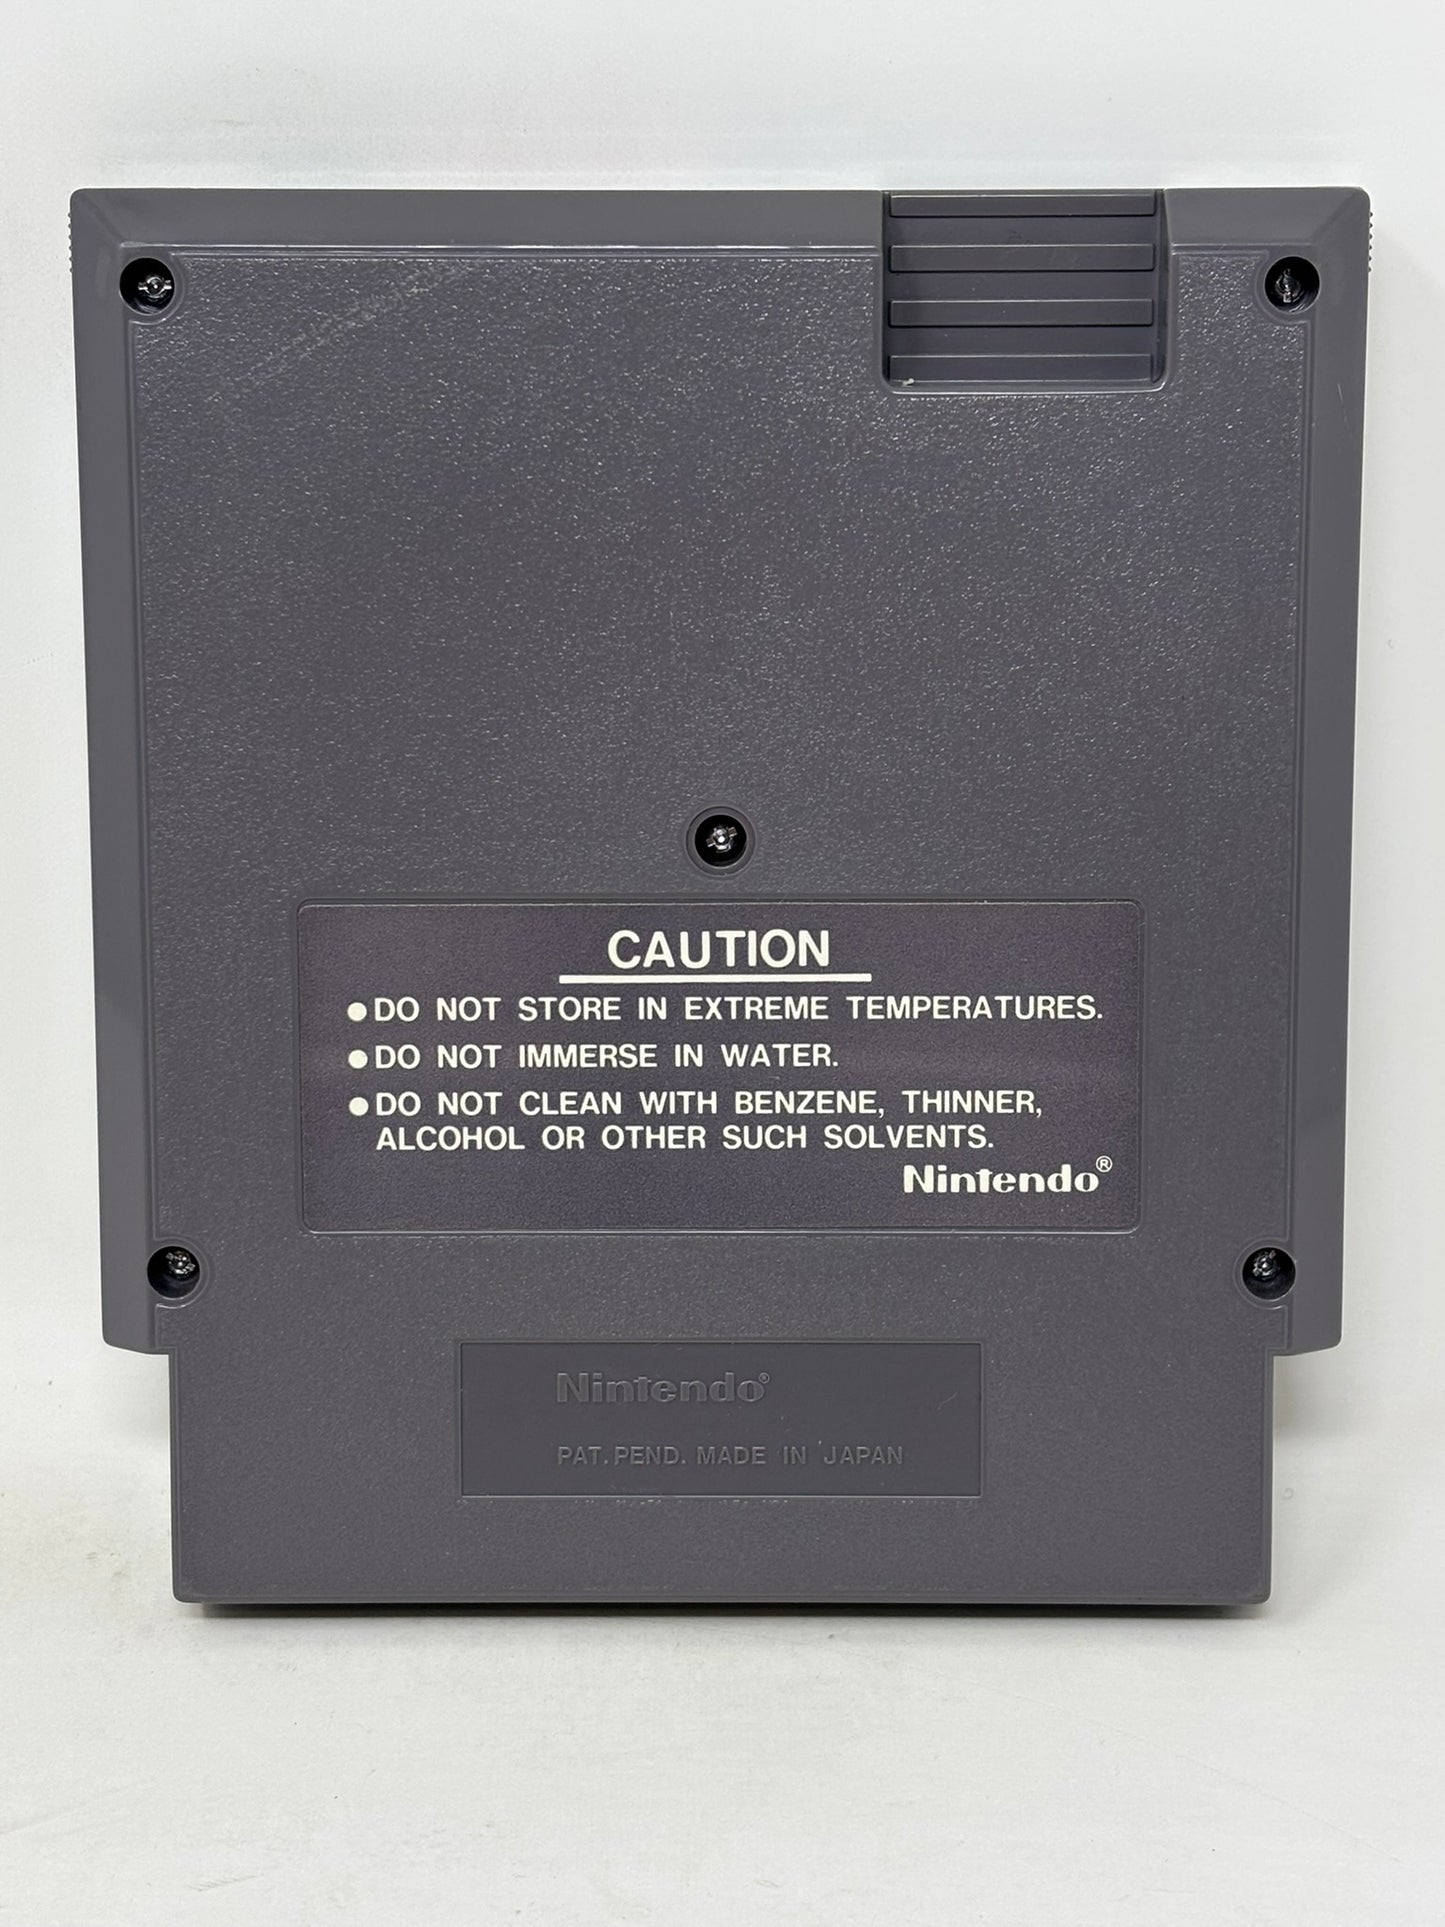 CAUTION
●DO NOT STORE IN EXTREME TEMPERATURES.
●DO NOT IMMERSE IN WATER.
●DO NOT CLEAN WITH BENZENE, THINNER,
ALCOHOL OR OTHER SUCH SOLVENTS.
Nintendo®
Nintendo®
PAT. PEND. MADE IN JAPAN